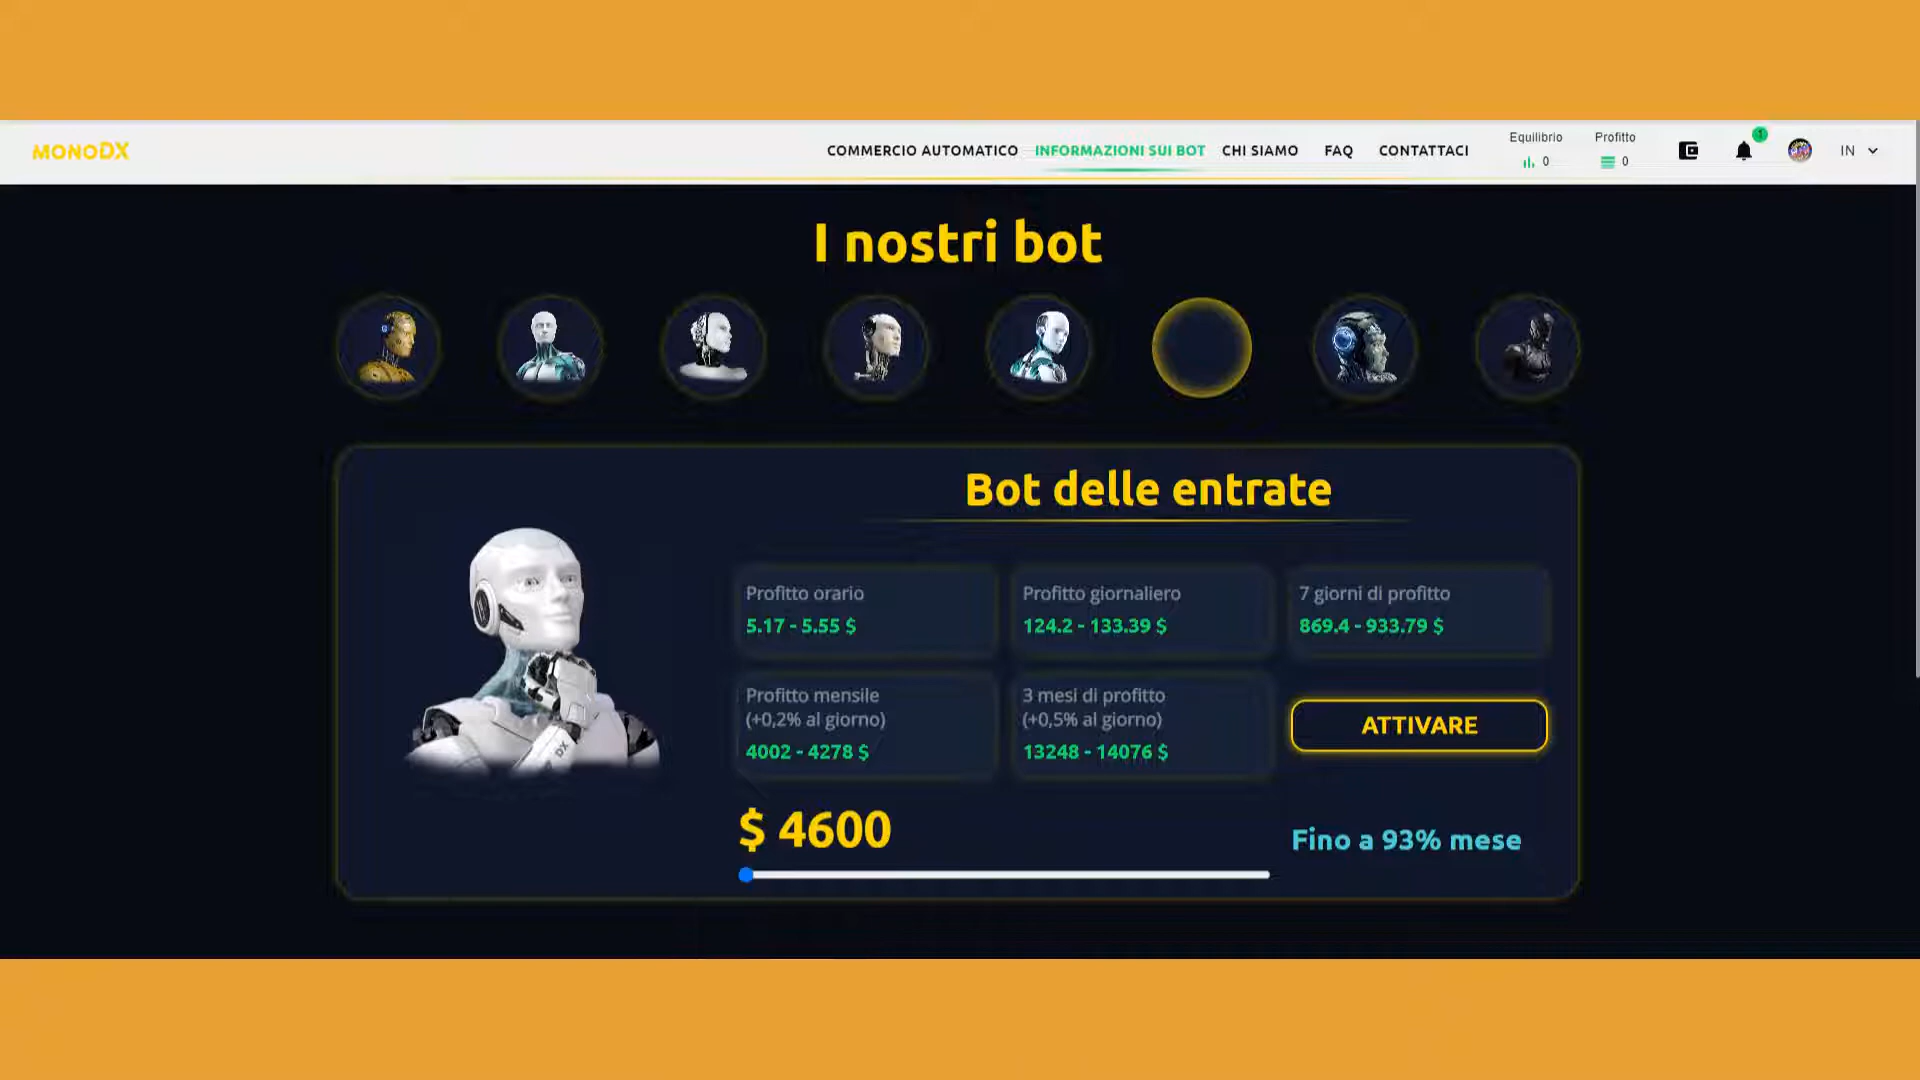 MONODX
COMMERCIO AUTOMATICO
INFORMAZIONI SUI BOT
CHI SIAMO
FAQ
CONTATTACI
Equilibrio
0
Profitto
0
1
IN
I nostri bot
Bot delle entrate
Profitto orario
5.17 - 5.55 $
Profitto giornaliero
124.2 - 133.39 $
7 giorni di profitto
869.4 - 933.79 $
Profitto mensile
(+0,2% al giorno)
4002 - 4278 $
3 mesi di profitto
(+0,5% al giorno)
13248 - 14076 $
ATTIVARE
DX
$ 4600
Fino a 93% mese